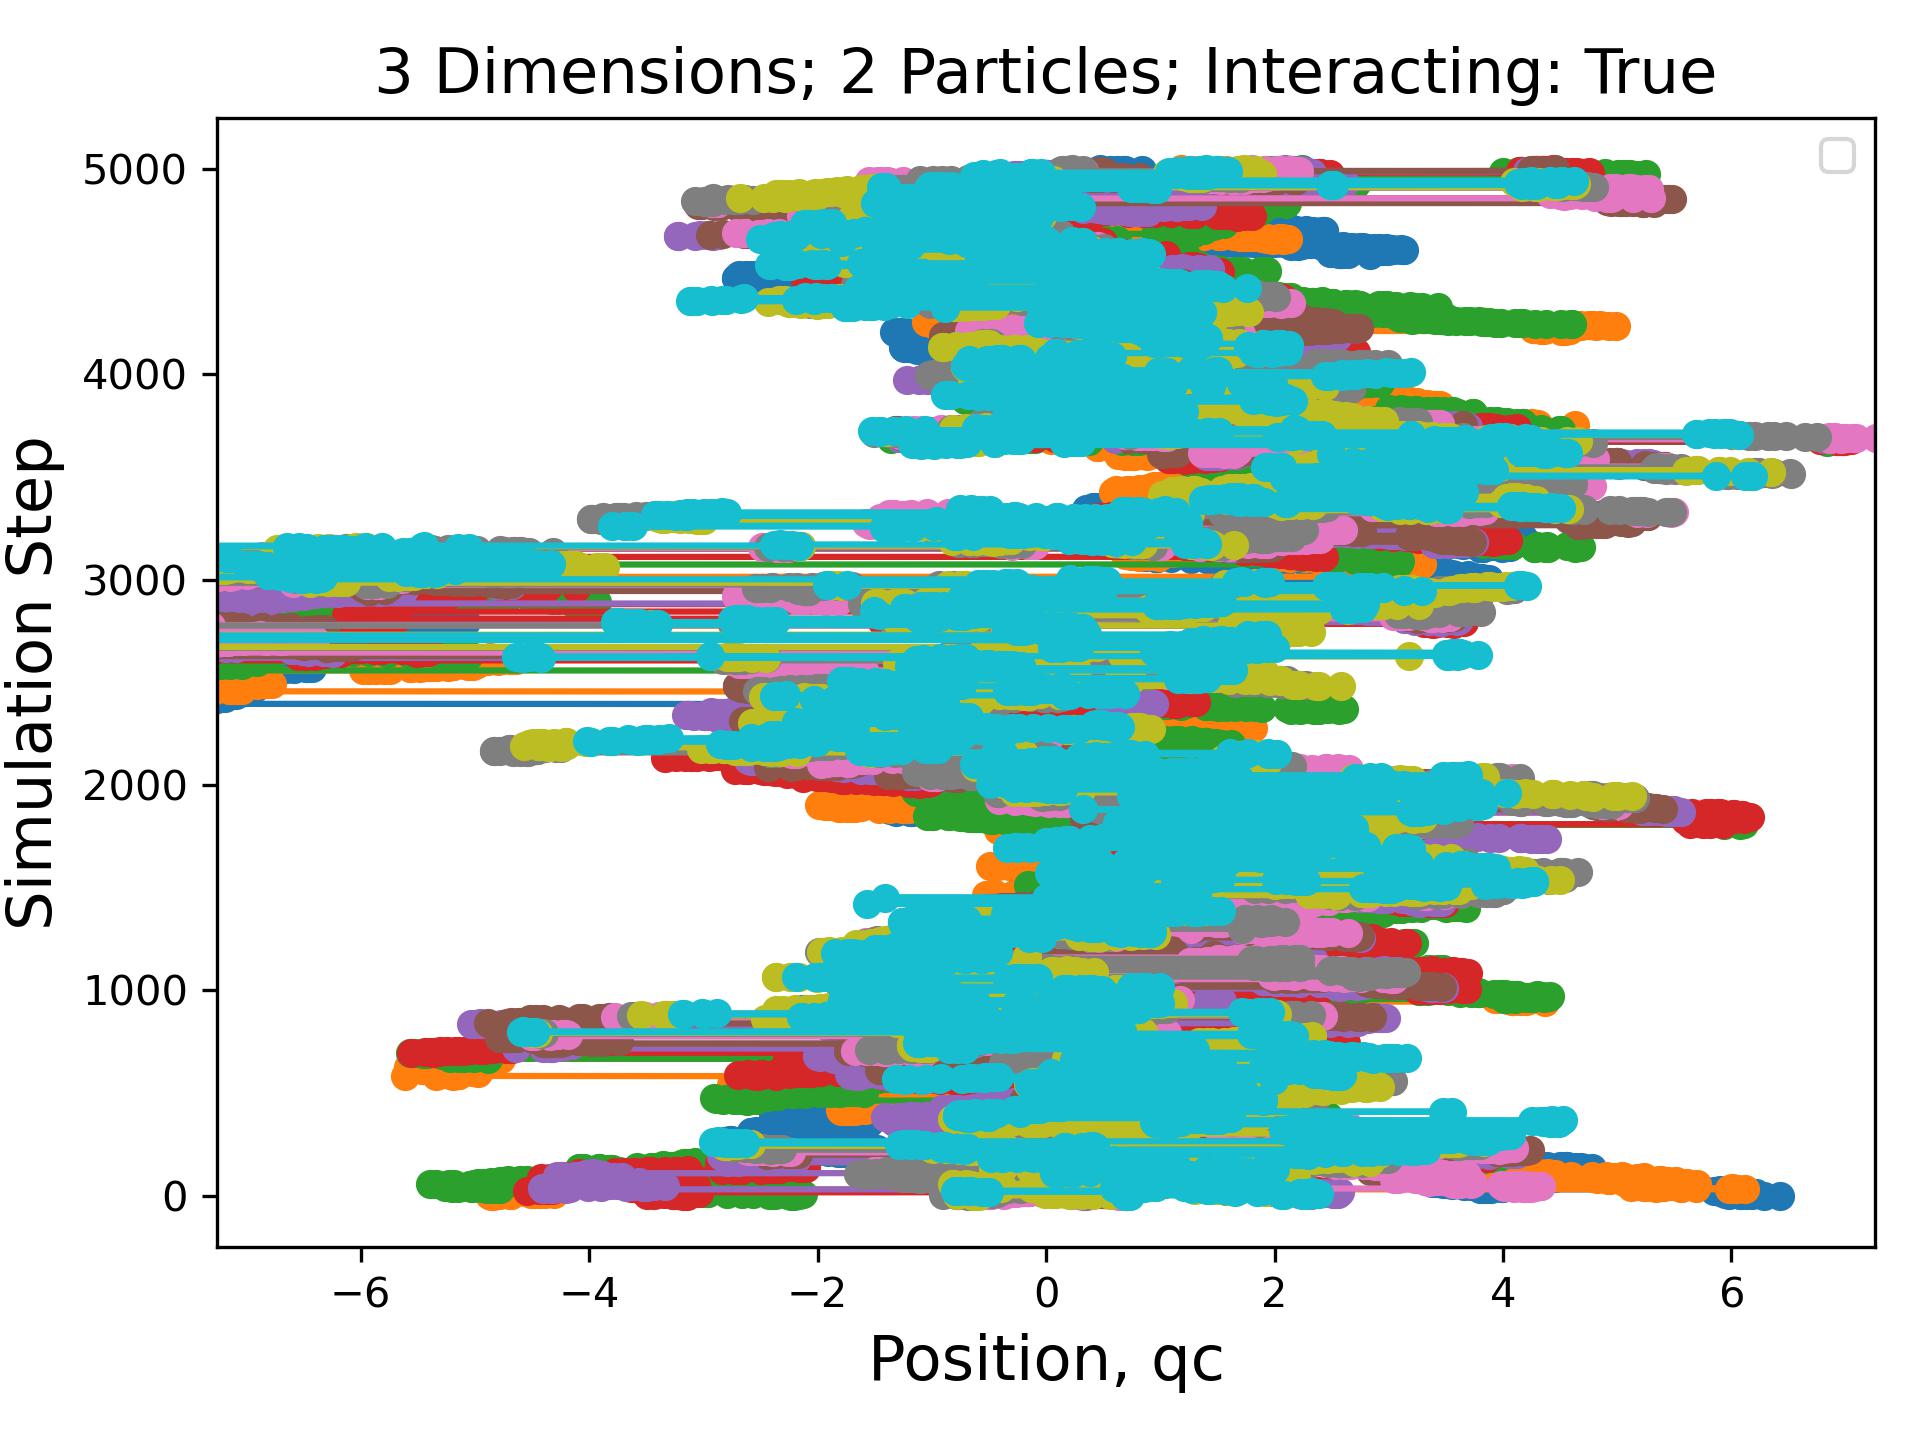 3 Dimensions; 2 Particles; Interacting: True
Simulation Step
5000
4000
3000
2000
1000
0
−6 −4 −2 0 2 4 6
Position, qc